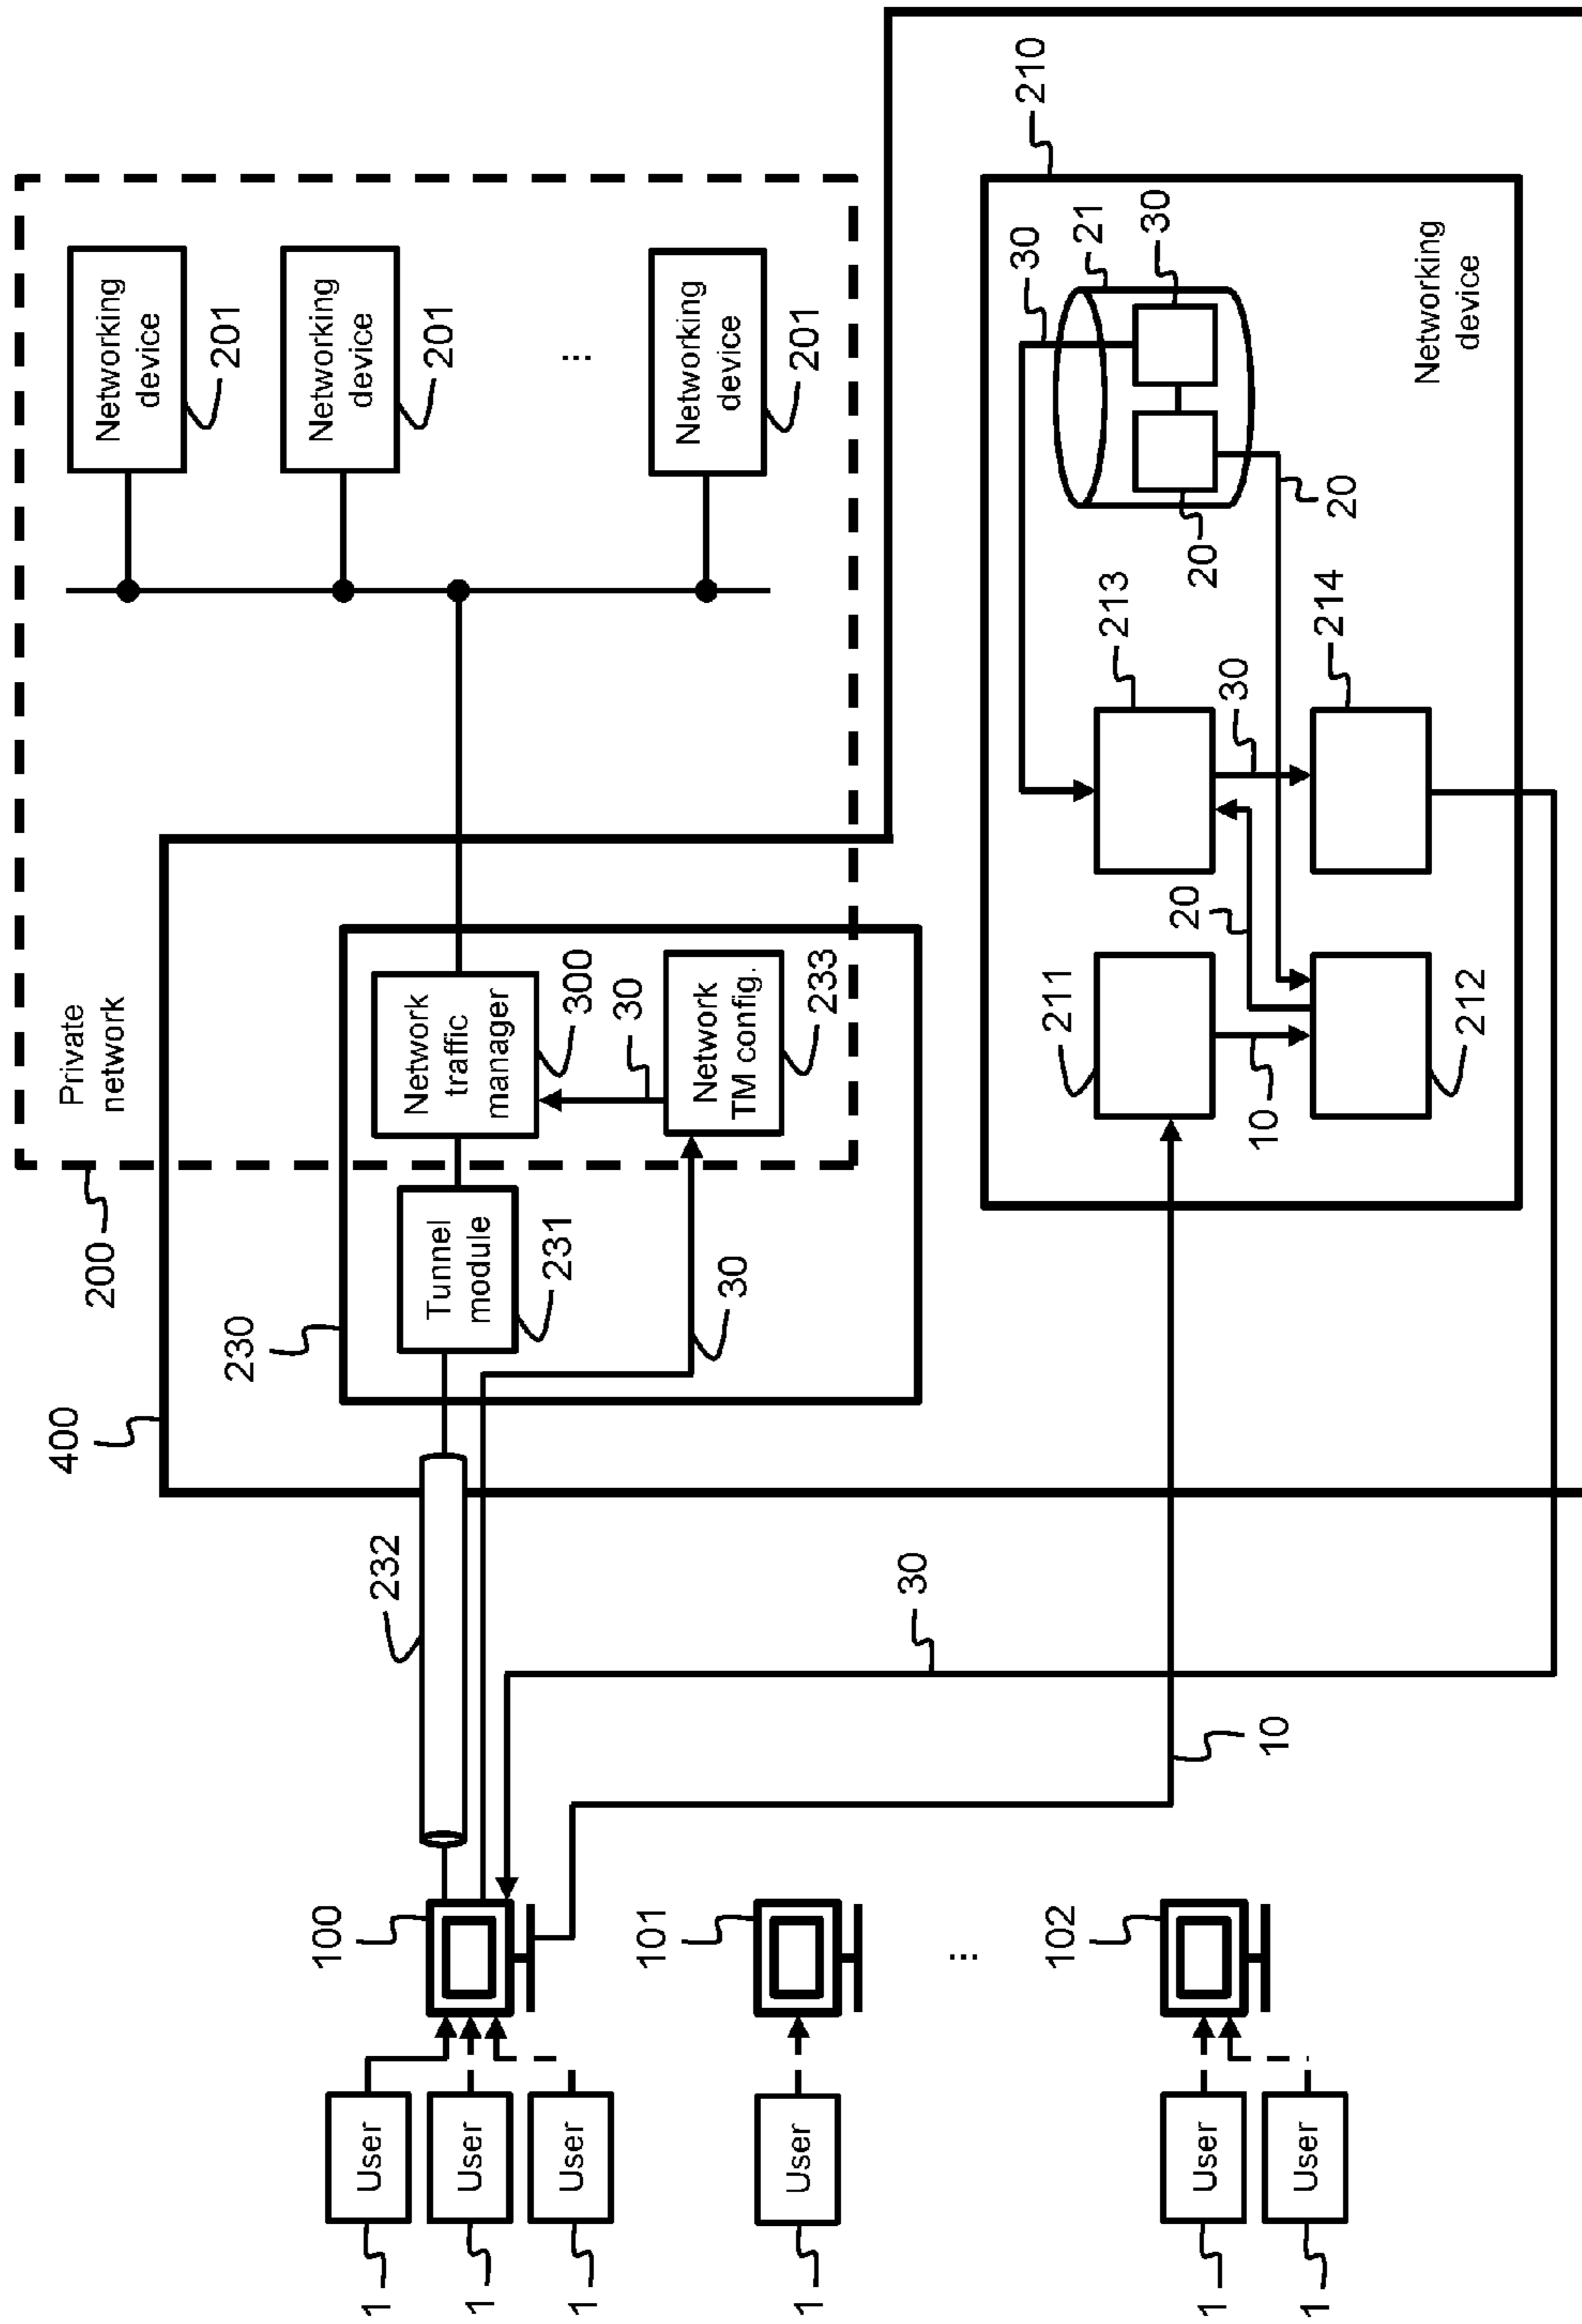 Private
network
200
Networking
device
201
Networking
device
201
...
Networking
device
201
400
230
232
Tunnel
module
231
Network
traffic
manager
300
30
Network
TM config.
233
30
100
User
1
User
1
User
1
101
User
1
...
102
User
1
User
1
30
10
210
30
21
30
20
20
213
30
214
20
211
10
212
Networking
device